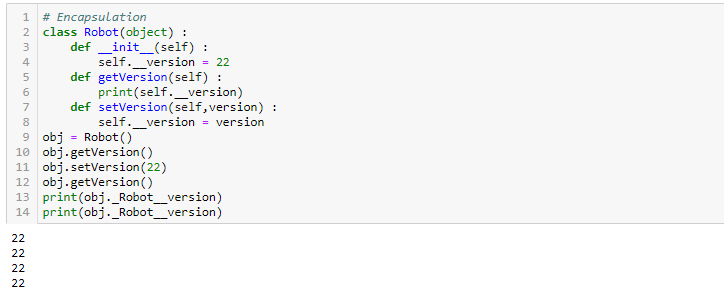 1 # Encapsulation
2 class Robot(object) :
3     def __init__(self) :
4         self.__version = 22
5     def getVersion(self) :
6         print(self.__version)
7     def setVersion(self,version) :
8         self.__version = version
9 obj = Robot()
10 obj.getVersion()
11 obj.setVersion(22)
12 obj.getVersion()
13 print(obj._Robot__version)
14 print(obj._Robot__version)
22
22
22
22